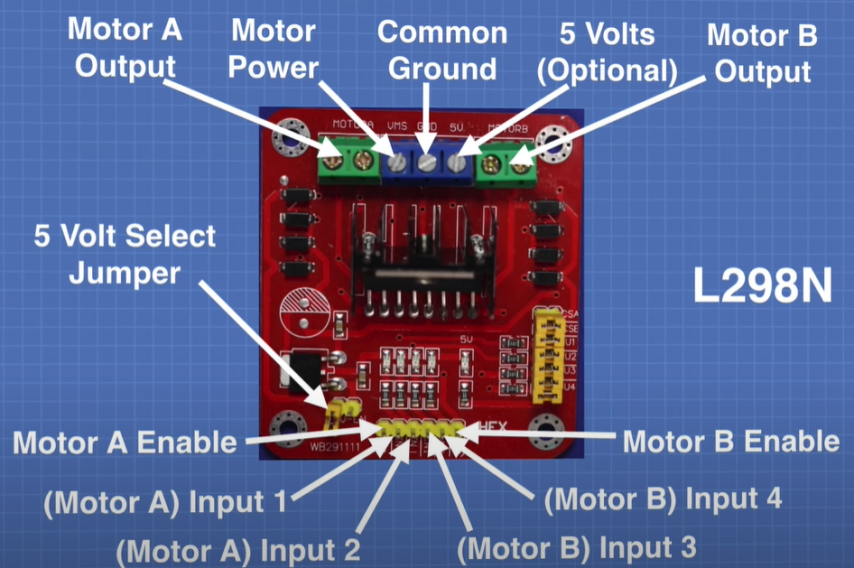 Motor A
Output
Motor
Power
Common
Ground
5 Volts
(Optional)
Motor B
Output
VMS
GND
5V
MOTORB
5 Volt Select
Jumper
L298N
CSA
5V
WB291111
Motor A Enable
Motor B Enable
(Motor A) Input 1
(Motor B) Input 4
(Motor A) Input 2
(Motor B) Input 3